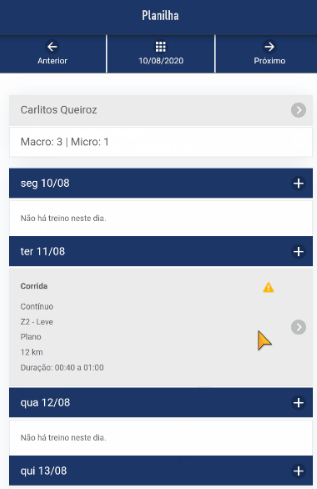 Planilha
Anterior
10/08/2020
Próximo
Carlitos Queiroz
Macro: 3 | Micro: 1
seg 10/08
Não há treino neste dia.
ter 11/08
Corrida
Contínuo
Z2 - Leve
Plano
12 km
Duração: 00:40 a 01:00
qua 12/08
Não há treino neste dia.
qui 13/08